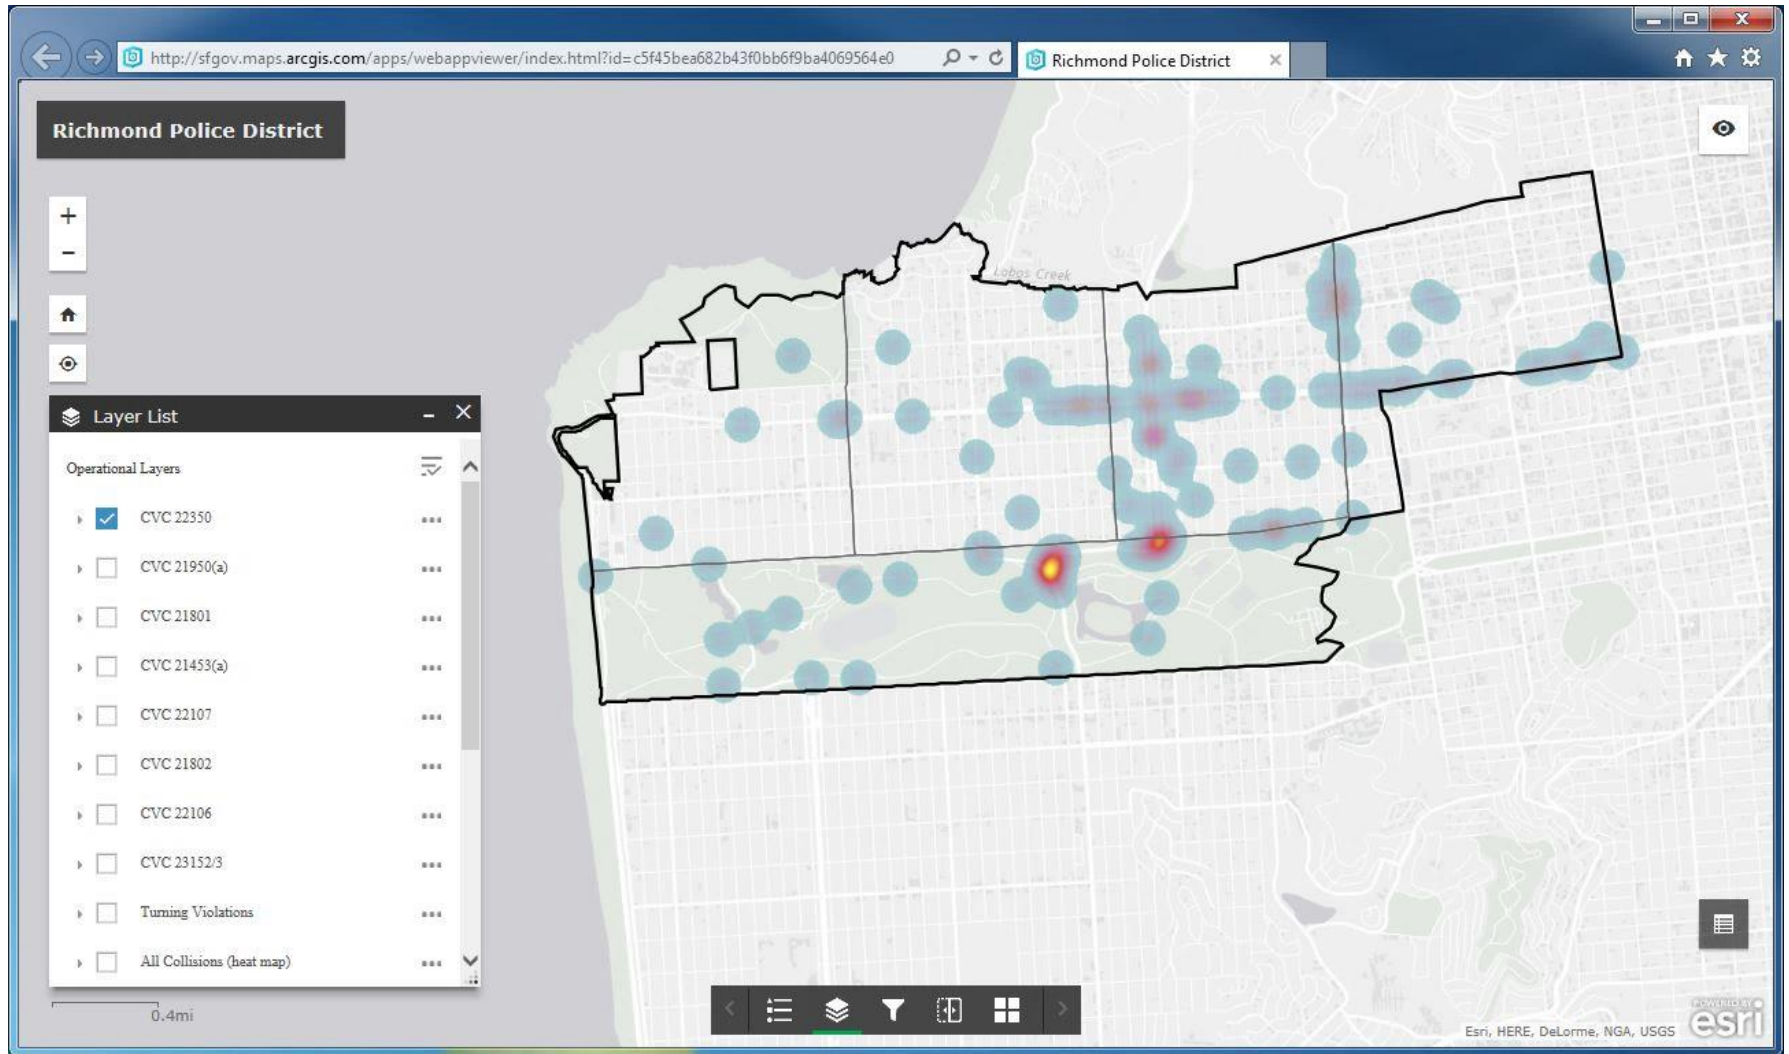 http://sfgov.maps.arcgis.com/apps/webappviewer/index.html?id=c5f45bea682b43f0bb6f9ba4069564e0
Richmond Police District
Richmond Police District
Lobos Creek
Layer List
Operational Layers
CVC 22350
CVC 21950(a)
CVC 21801
CVC 21453(a)
CVC 22107
CVC 21802
CVC 22106
CVC 23152/3
Turning Violations
All Collisions (heat map)
0.4mi
POWERED BY
esri
Esri, HERE, DeLorme, NGA, USGS